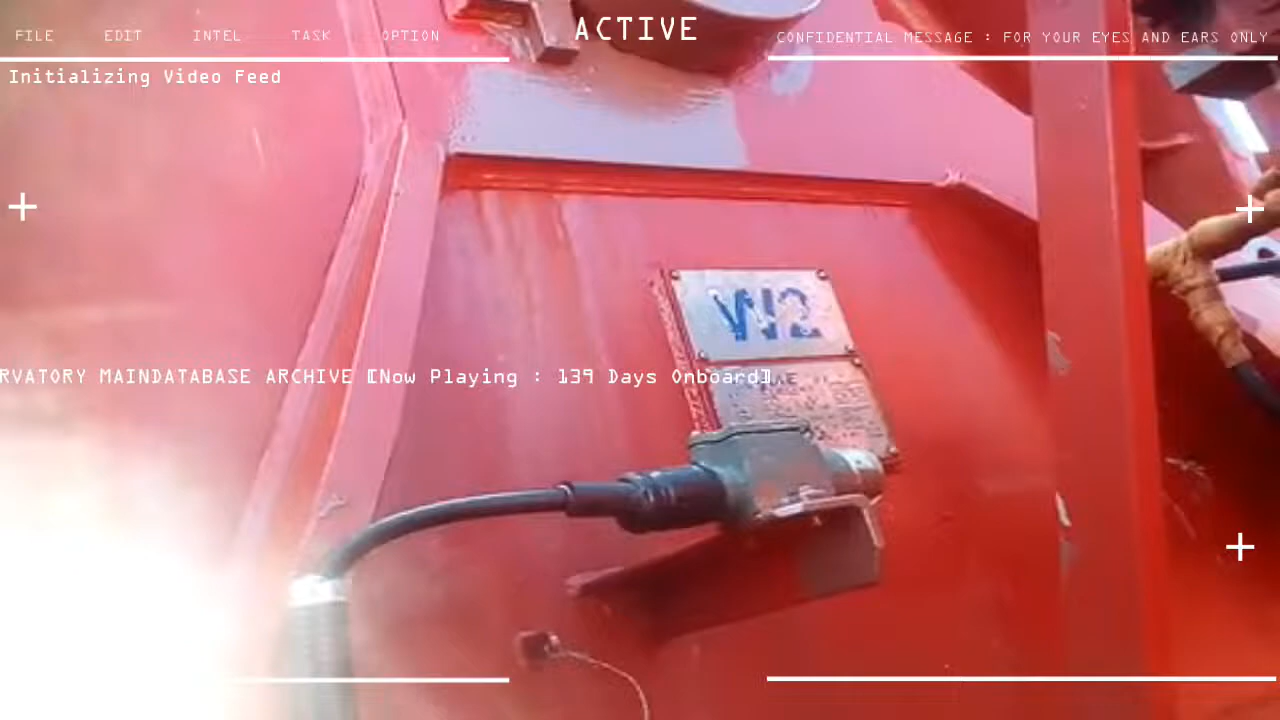 FILE EDIT INTEL TASK OPTION
ACTIVE
CONFIDENTIAL MESSAGE : FOR YOUR EYES AND EARS ONLY
Initializing Video Feed
W2
RVATORY MAINDATABASE ARCHIVE [Now Playing : 139 Days Onboard]